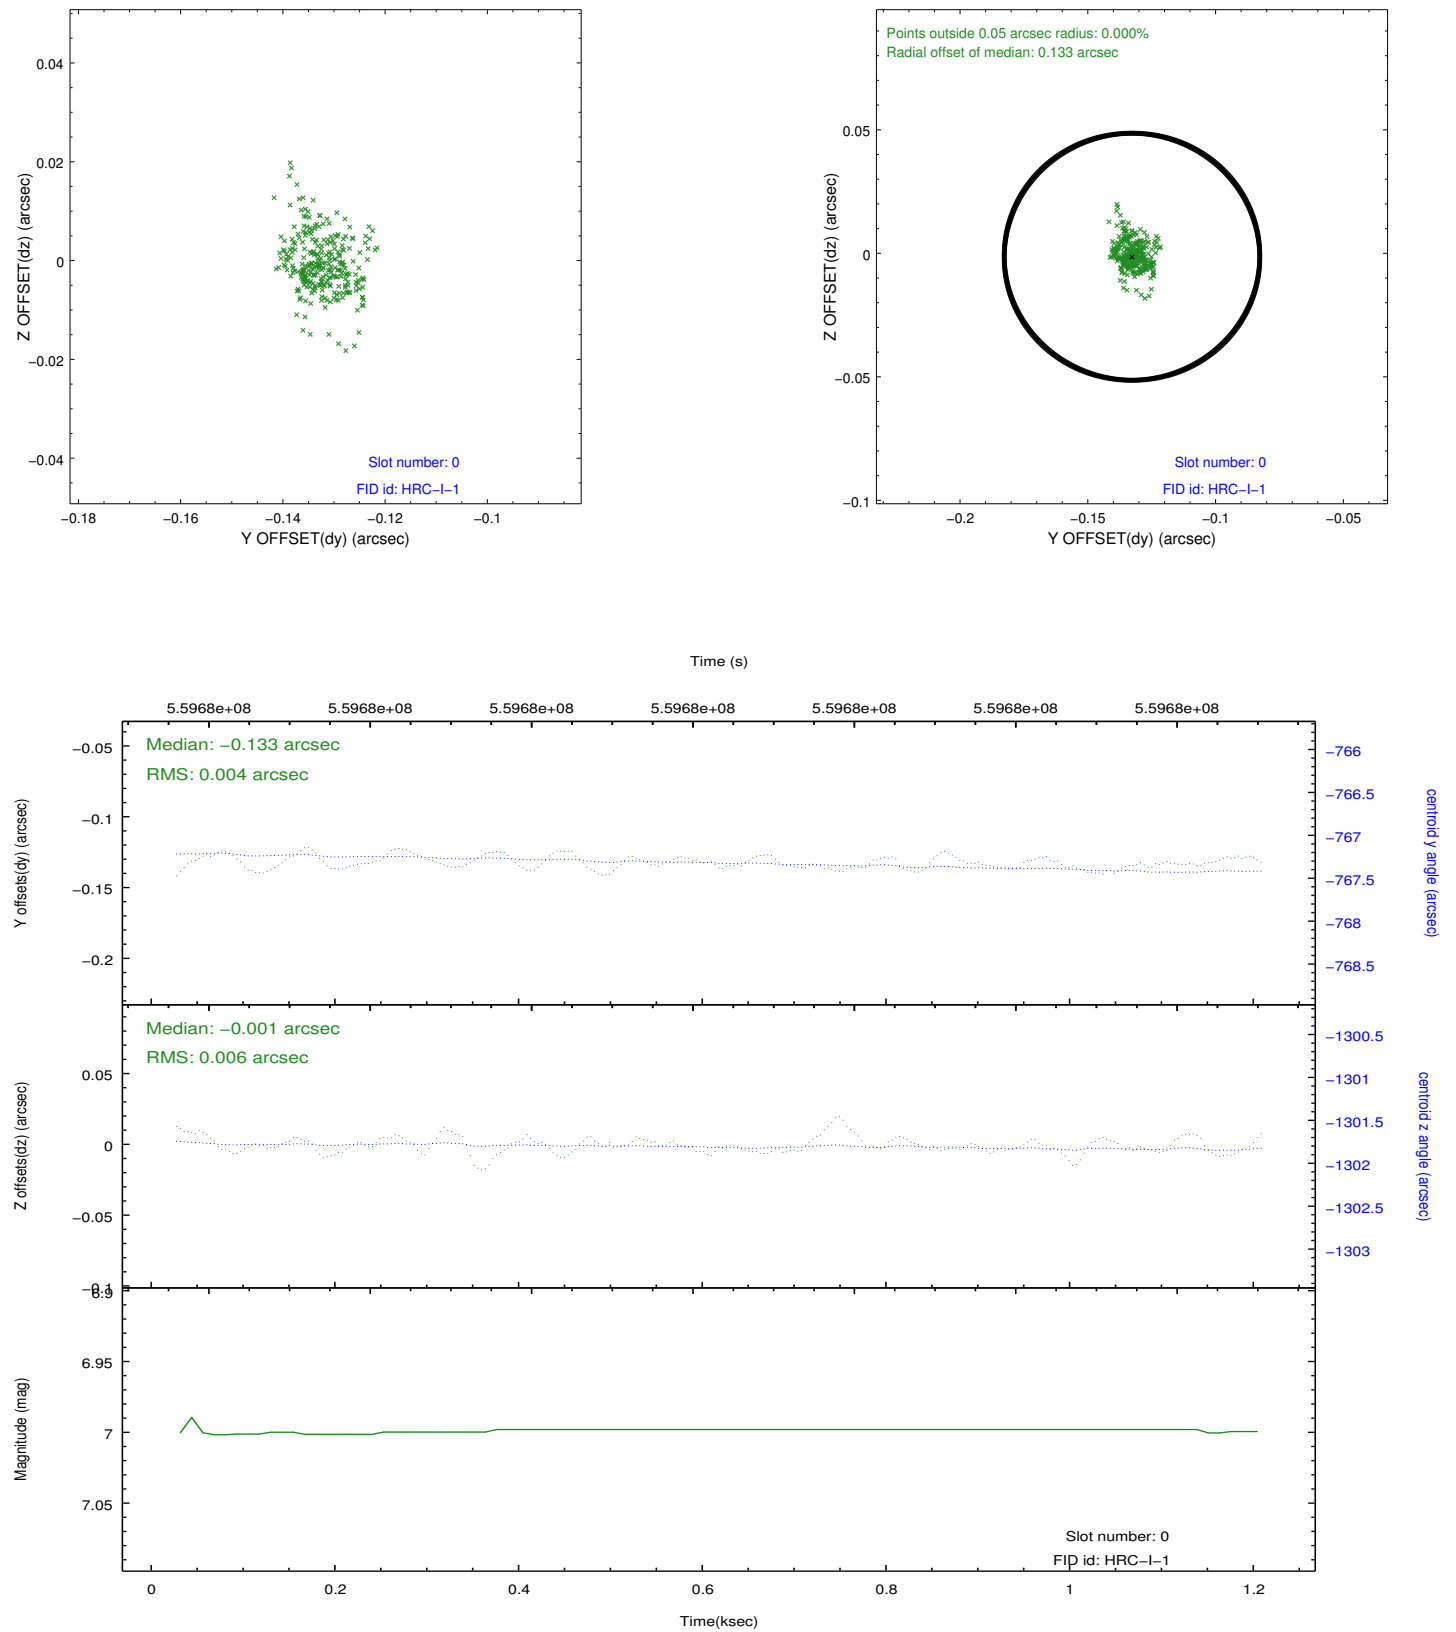 0.04
0.02
0
−0.02
−0.04
Z OFFSET(dz) (arcsec)
Slot number: 0
FID id: HRC−I−1
−0.18 −0.16 −0.14 −0.12 −0.1
Y OFFSET(dy) (arcsec)
Points outside 0.05 arcsec radius: 0.000%
Radial offset of median: 0.133 arcsec
0.05
0
−0.05
−0.1
Z OFFSET(dz) (arcsec)
Slot number: 0
FID id: HRC−I−1
−0.2 −0.15 −0.1 −0.05
Y OFFSET(dy) (arcsec)
Time (s)
5.5968e+08 5.5968e+08 5.5968e+08 5.5968e+08 5.5968e+08 5.5968e+08 5.5968e+08
Median: −0.133 arcsec
RMS: 0.004 arcsec
−0.05
−0.1
−0.15
−0.2
Y offsets(dy) (arcsec)
−766
−766.5
−767
−767.5
−768
−768.5
centroid y angle (arcsec)
Median: −0.001 arcsec
RMS: 0.006 arcsec
0.05
0
−0.05
−0.1
Z offsets(dz) (arcsec)
−1300.5
−1301
−1301.5
−1302
−1302.5
−1303
centroid z angle (arcsec)
6.9
6.95
7
7.05
Magnitude (mag)
Slot number: 0
FID id: HRC−I−1
0 0.2 0.4 0.6 0.8 1 1.2
Time(ksec)